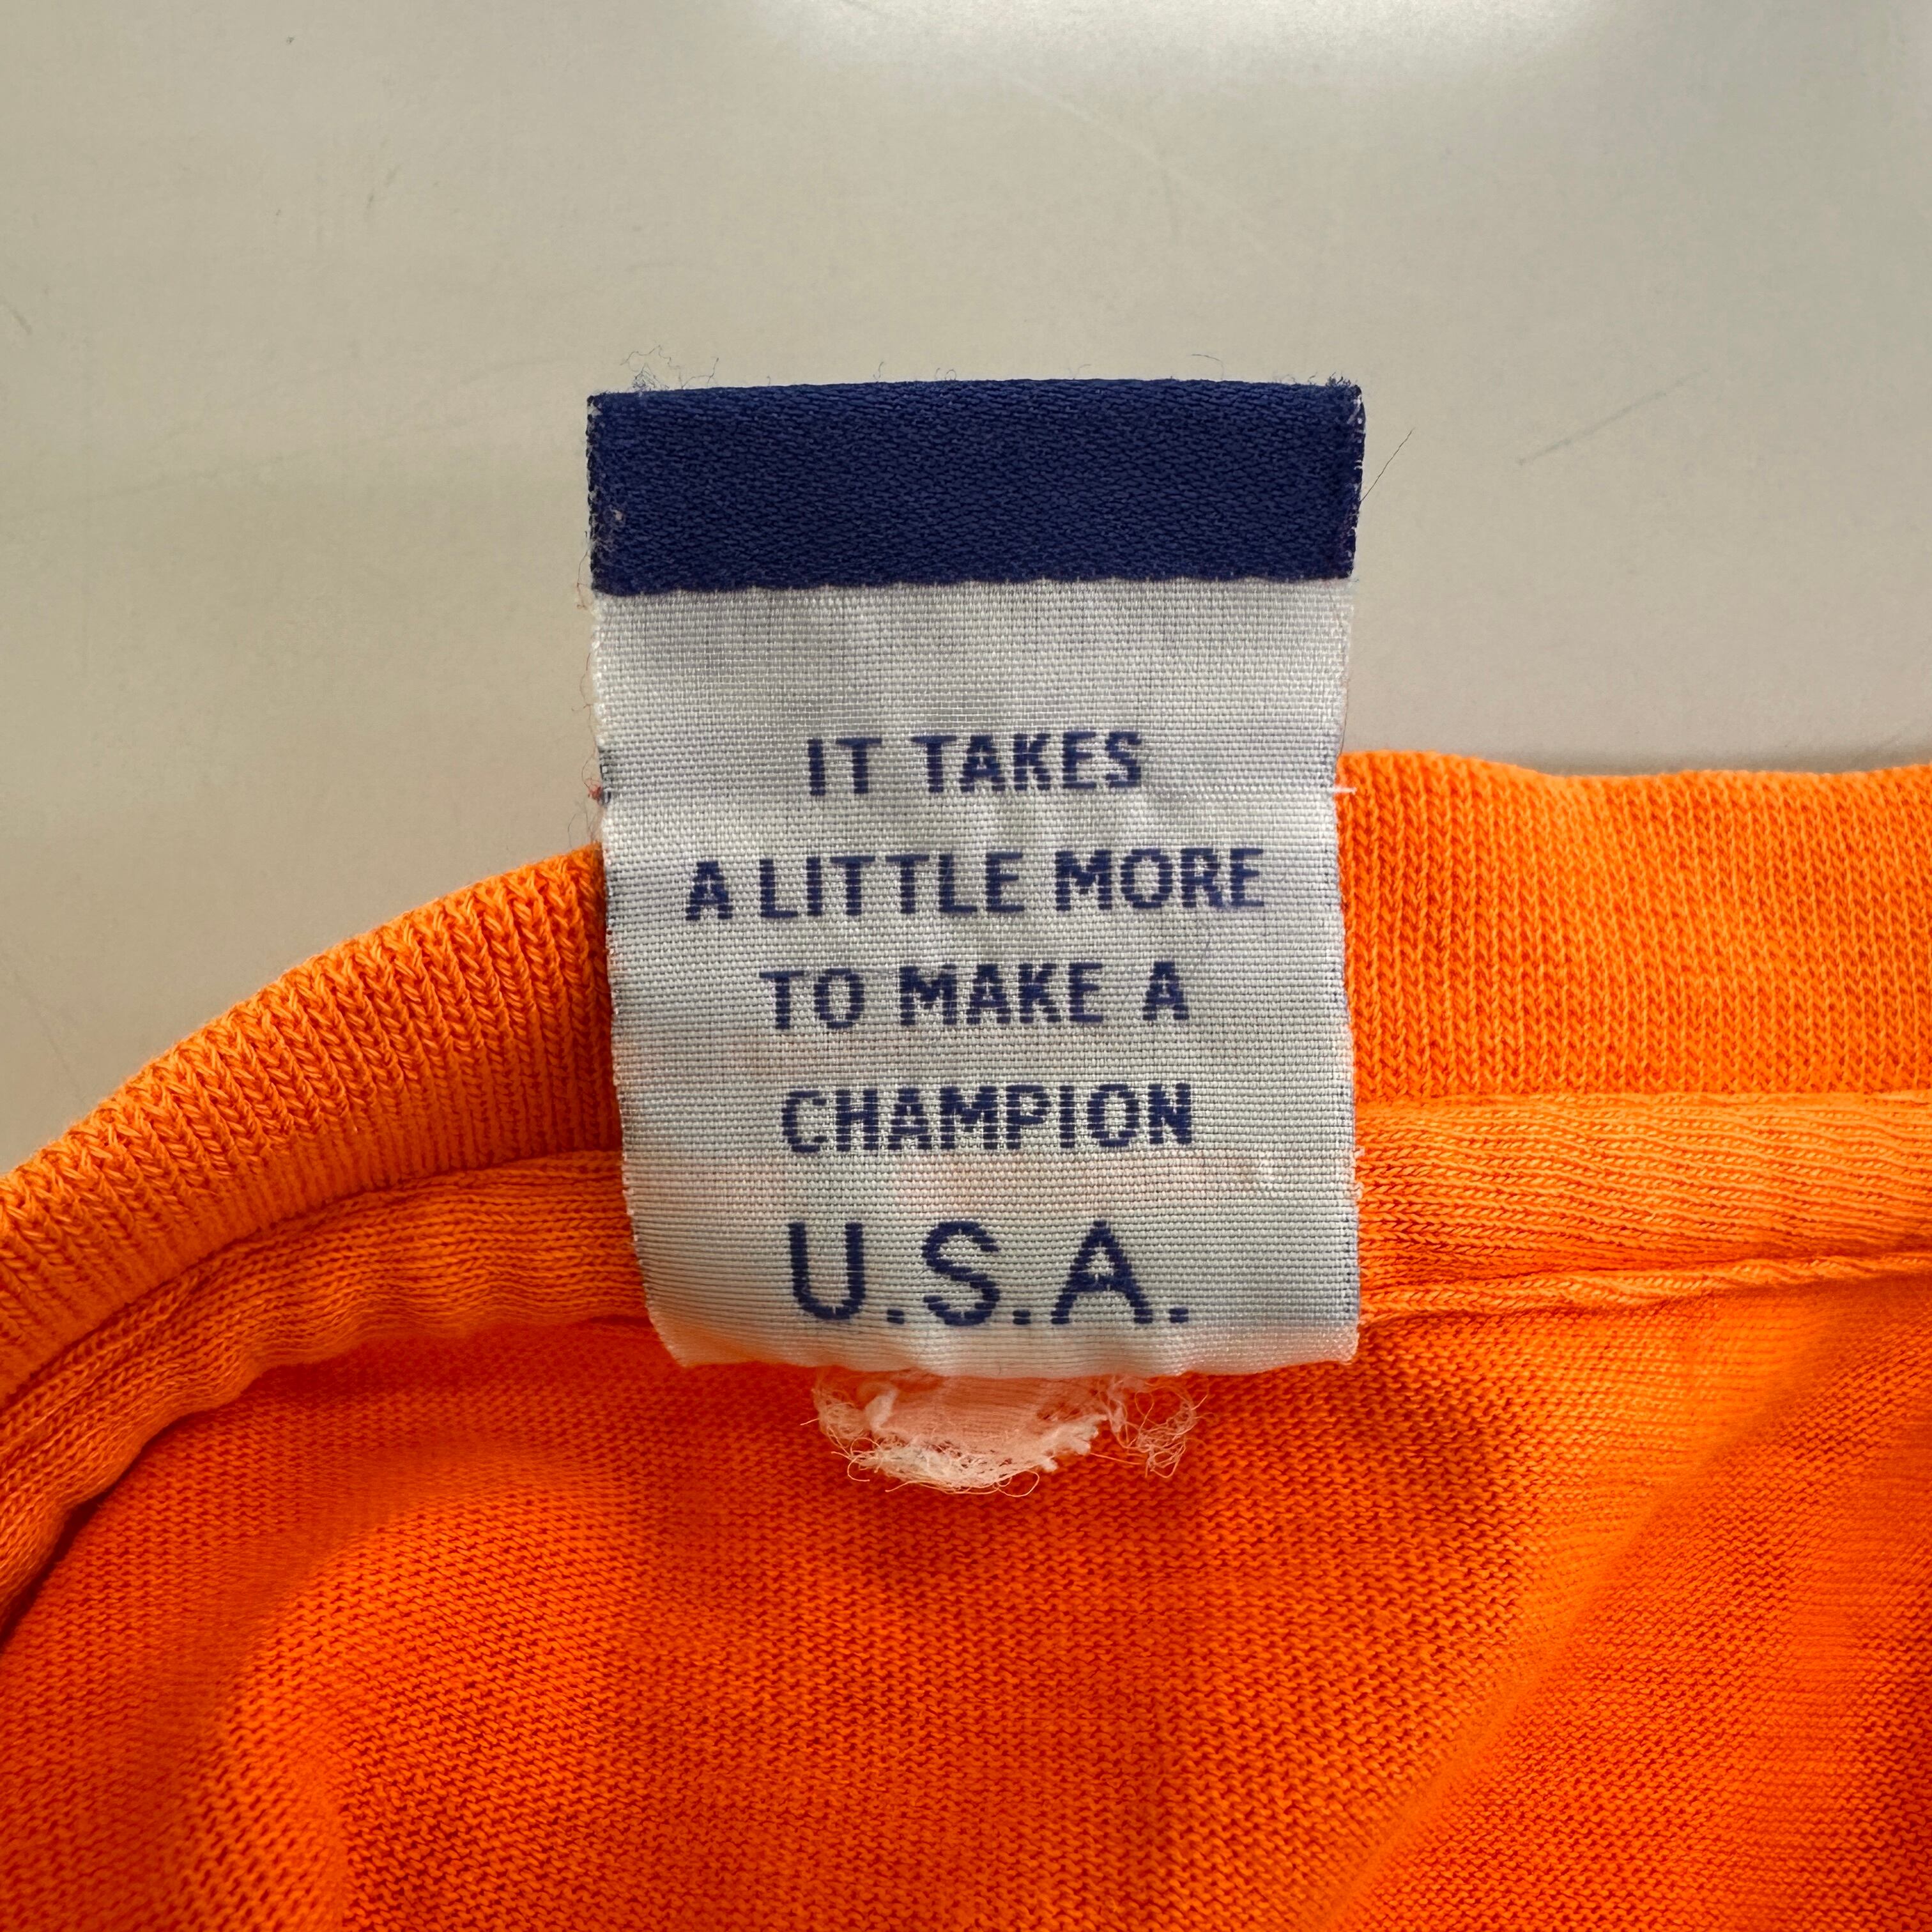 IT TAKES
A LITTLE MORE
TO MAKE A
CHAMPION
U.S.A.